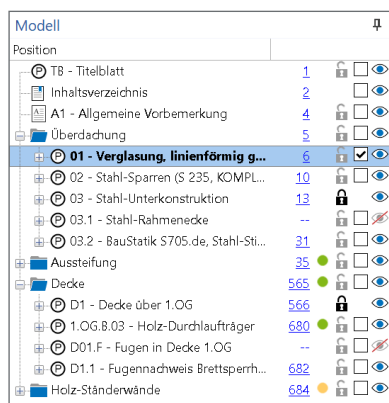 Modell
Position
TB - Titelblatt 1
Inhaltsverzeichnis 2
A1 - Allgemeine Vorbemerkung 4
Überdachung 5
01 - Verglasung, linienförmig g... 6
02 - Stahl-Sparren (S 235, KOMPL... 10
03 - Stahl-Unterkonstruktion 13
03.1 - Stahl-Rahmenecke --
03.2 - BauStatik S705.de, Stahl-Sti... 31
Aussteifung 35
Decke 565
D1 - Decke über 1.OG 566
1.OG.B.03 - Holz-Durchlaufträger 680
D01.F - Fugen in Decke 1.OG --
D1.1 - Fugennachweis Brettsperrh... 682
Holz-Ständerwände 684